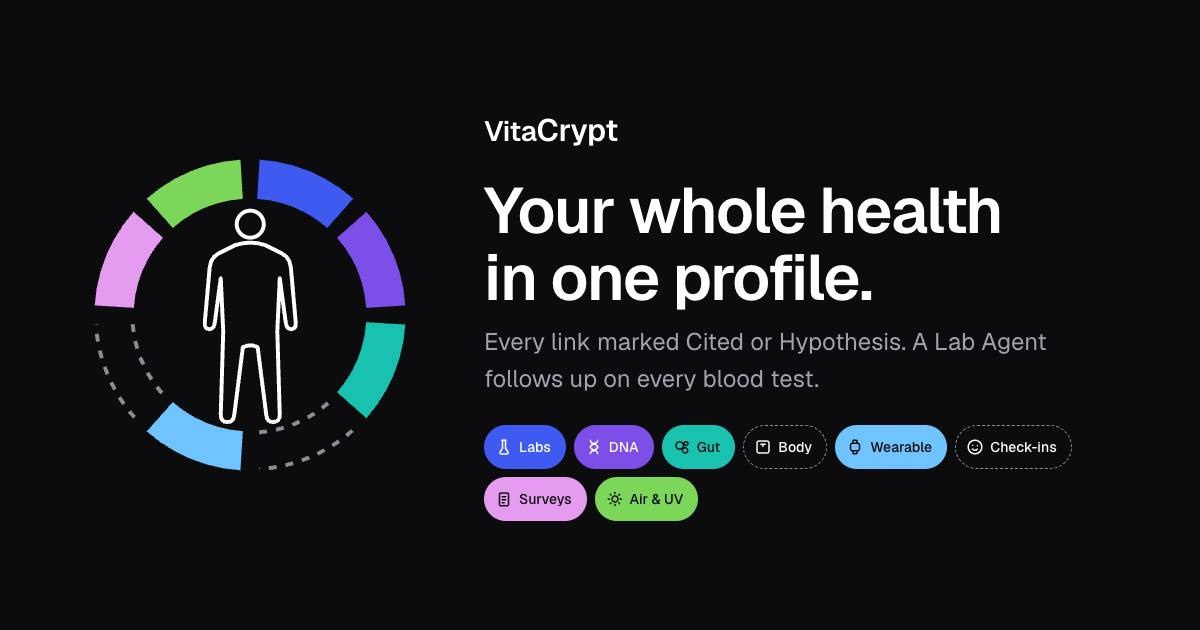 VitaCrypt
Your whole health
in one profile.
Every link marked Cited or Hypothesis. A Lab Agent
follows up on every blood test.
Labs DNA Gut Body Wearable Check-ins
Surveys Air & UV